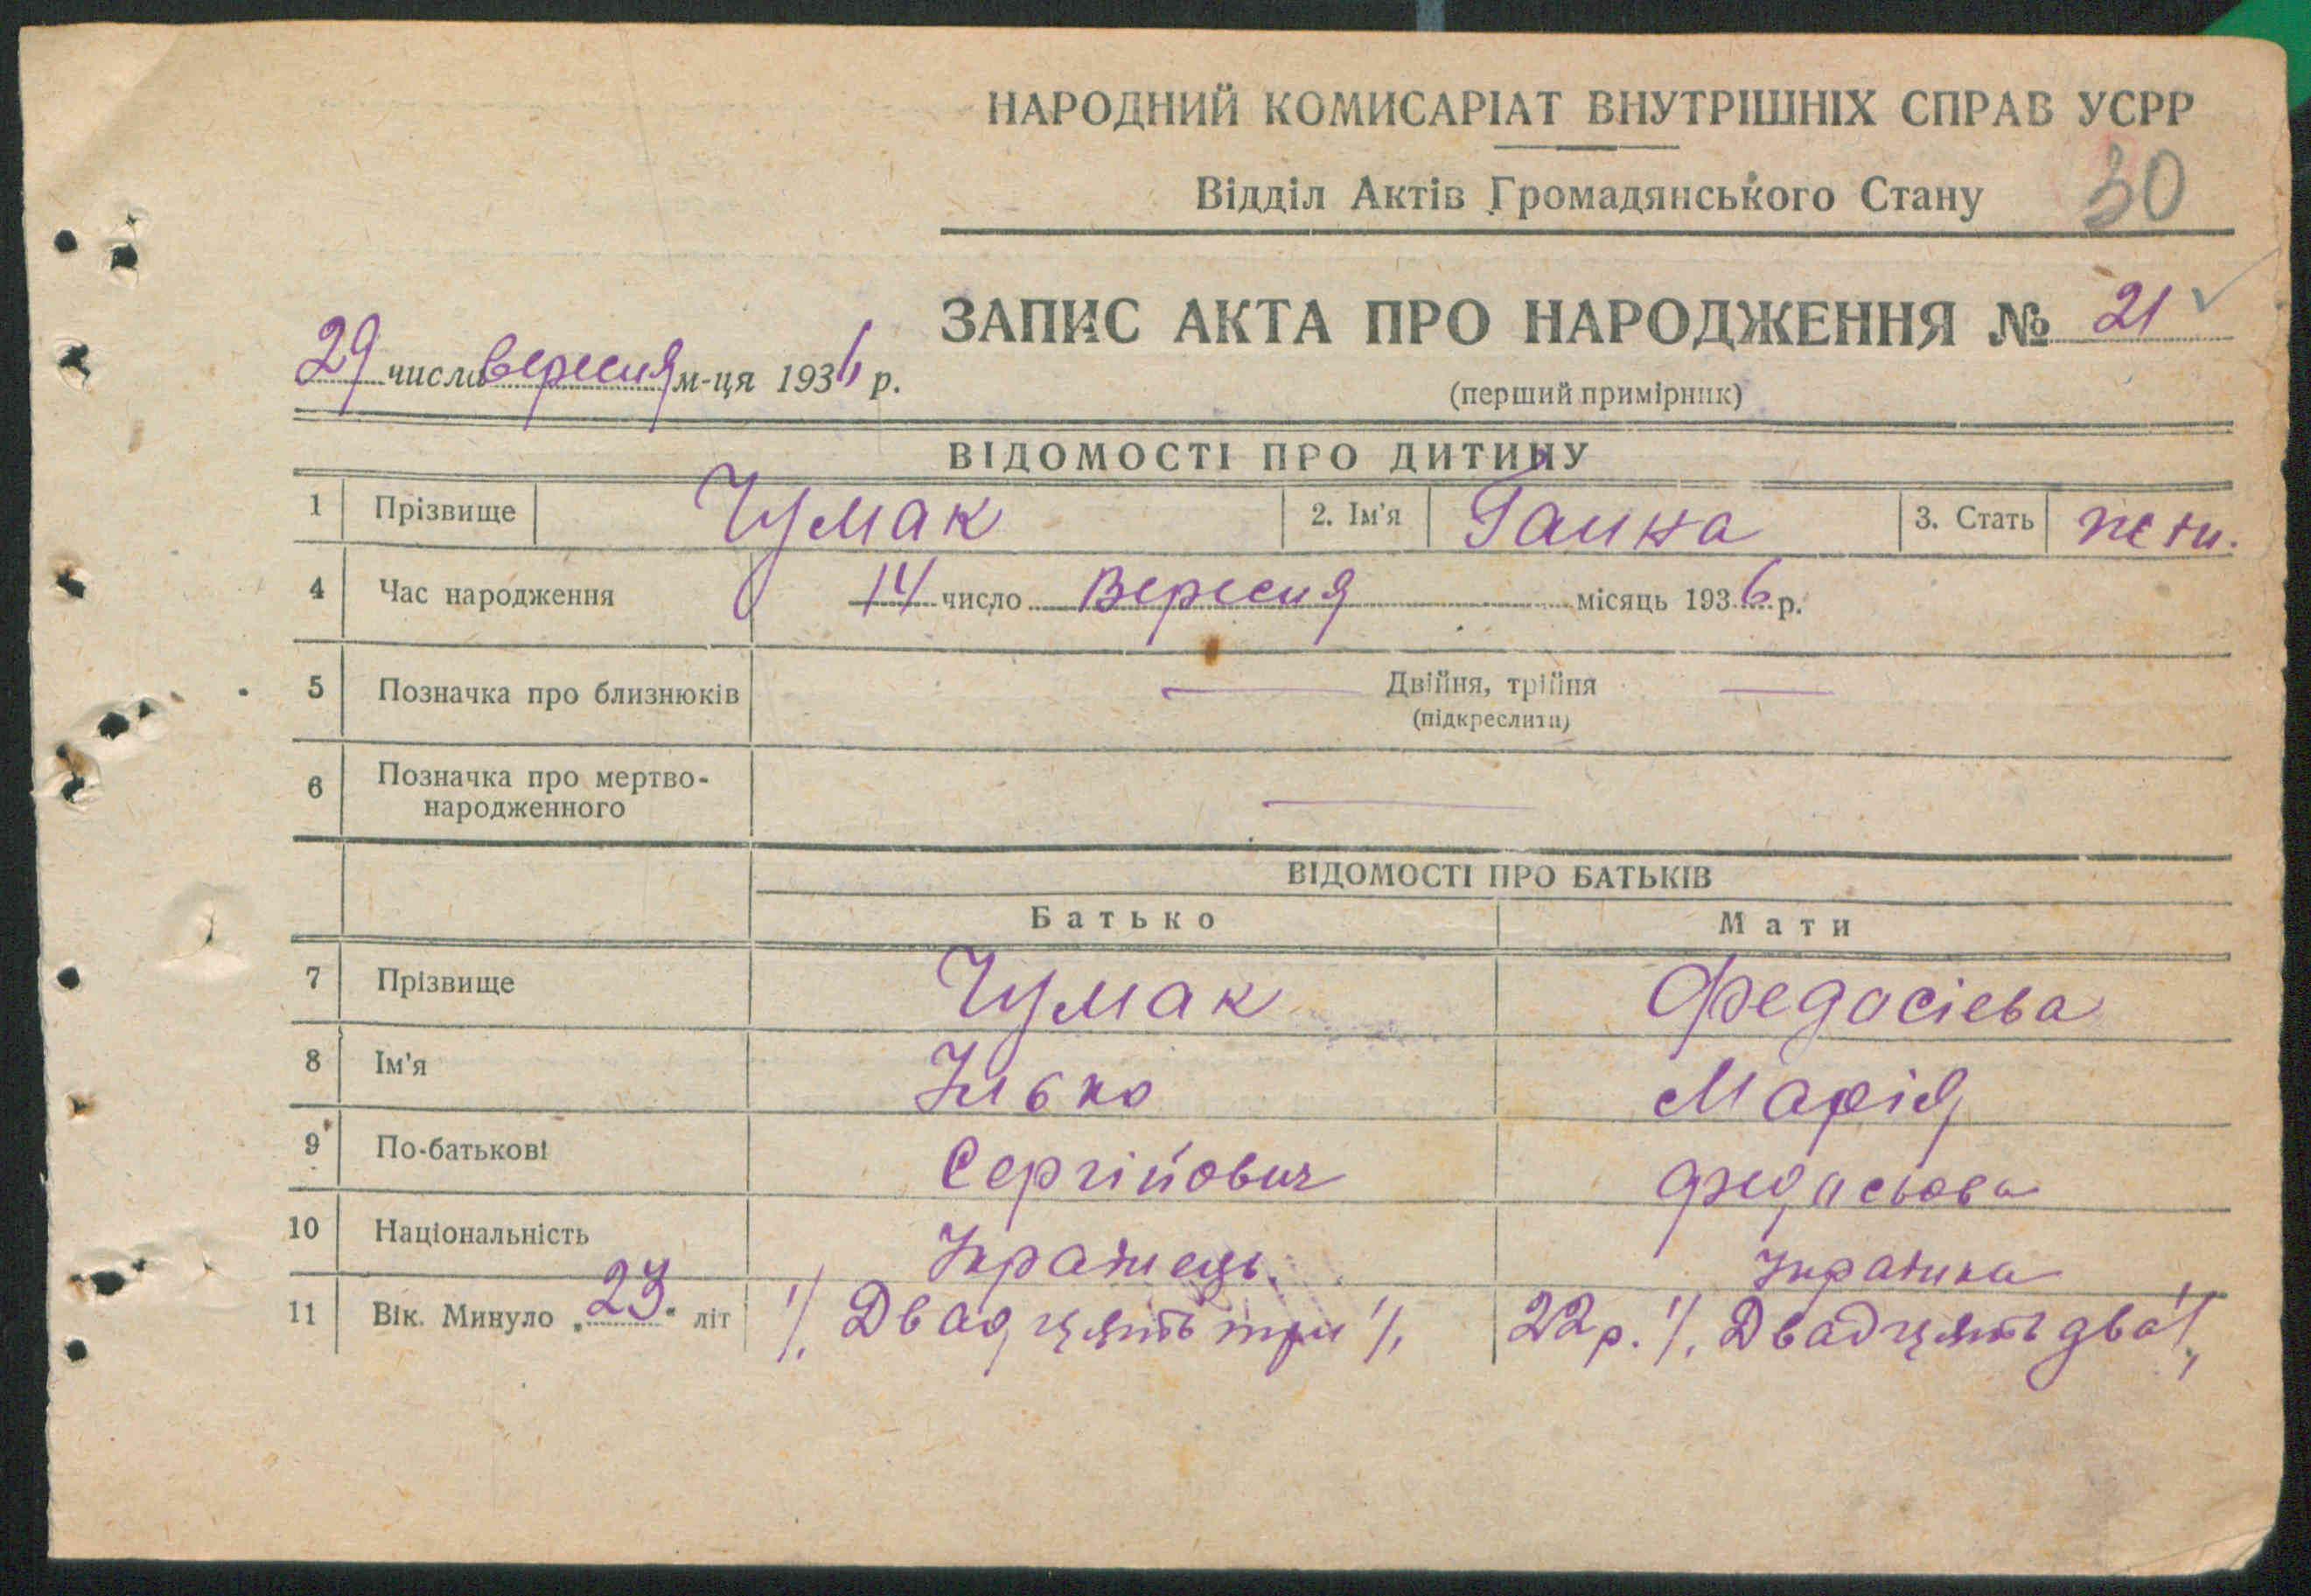 НАРОДНИЙ КОМИСАРІАТ ВНУТРІШНІХ СПРАВ УСРР
Відділ Актів Громадянського Стану 30
ЗАПИС АКТА ПРО НАРОДЖЕННЯ № 21
29 числа вересня м-ця 1936 р.
(перший примірник)
ВІДОМОСТІ ПРО ДИТИНУ
1 Прізвище Чумак 2. Ім'я Ганна 3. Стать жін.
4 Час народження 14 число Вересня місяць 1936 р.
5 Позначка про близнюків Двійня, трійня
(підкреслити)
6 Позначка про мертво-
народженного
ВІДОМОСТІ ПРО БАТЬКІВ
Батько Мати
7 Прізвище Чумак Федосієва
8 Ім'я Ілько Марія
9 По-батькові Сергійович
10 Національність Українець Українка
11 Вік. Минуло „23" літ /. Двадцять три /. 22 р. /. Двадцять два /.